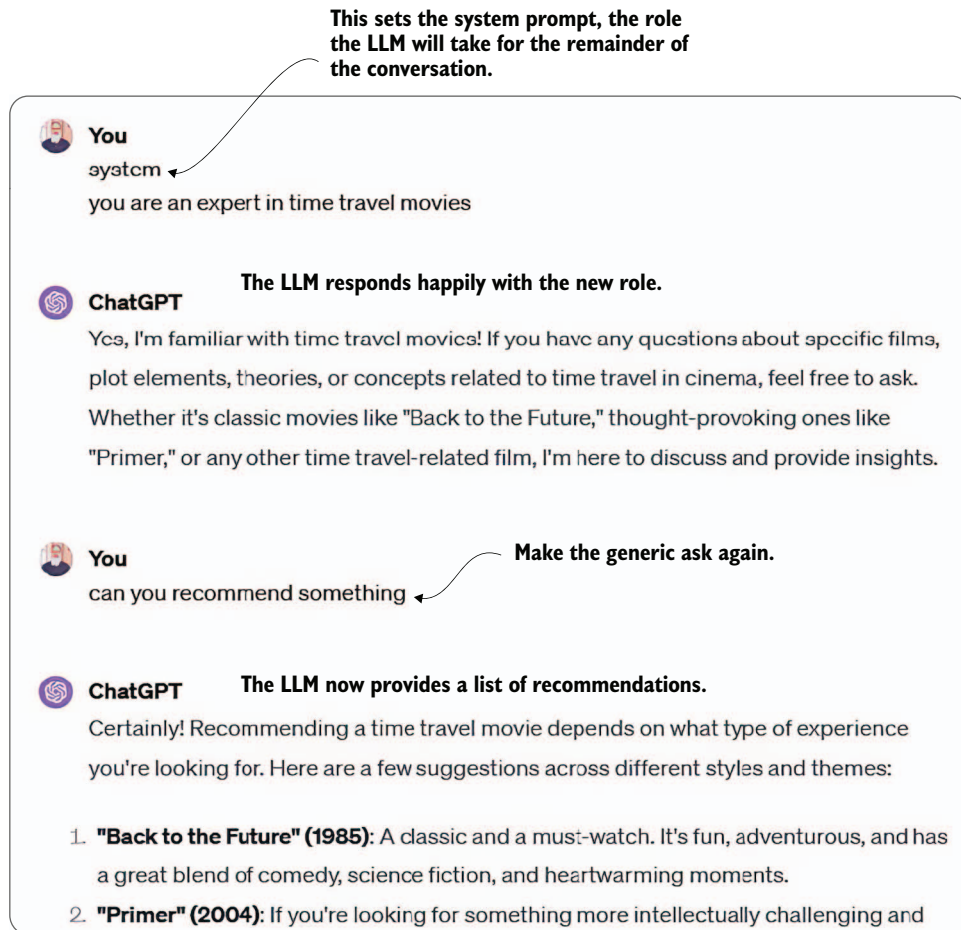 This sets the system prompt, the role
the LLM will take for the remainder of
the conversation.
You
system
you are an expert in time travel movies
The LLM responds happily with the new role.
ChatGPT
Yes, I'm familiar with time travel movies! If you have any questions about specific films,
plot elements, theories, or concepts related to time travel in cinema, feel free to ask.
Whether it's classic movies like "Back to the Future," thought-provoking ones like
"Primer," or any other time travel-related film, I'm here to discuss and provide insights.
You
Make the generic ask again.
can you recommend something
ChatGPT
The LLM now provides a list of recommendations.
Certainly! Recommending a time travel movie depends on what type of experience
you're looking for. Here are a few suggestions across different styles and themes:
1. "Back to the Future" (1985): A classic and a must-watch. It's fun, adventurous, and has
a great blend of comedy, science fiction, and heartwarming moments.
2. "Primer" (2004): If you're looking for something more intellectually challenging and